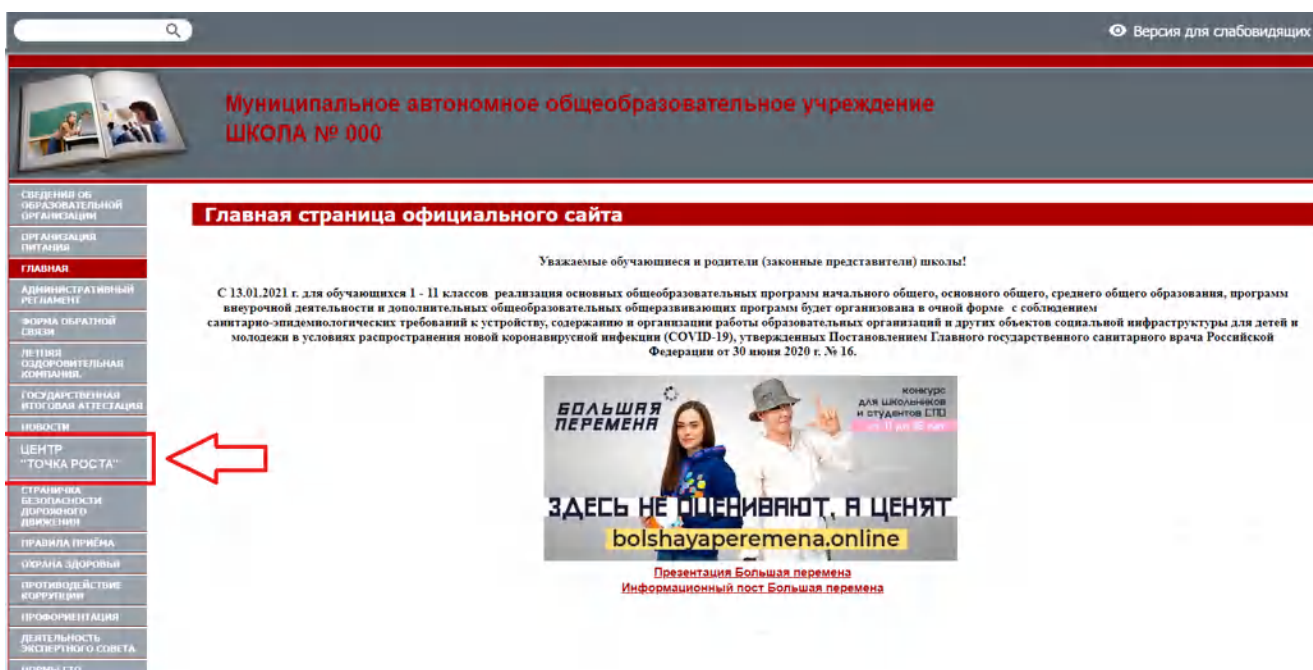 Версия для слабовидящих
Муниципальное автономное общеобразовательное учреждение
ШКОЛА № 000
СВЕДЕНИЯ ОБ
ОБРАЗОВАТЕЛЬНОЙ
ОРГАНИЗАЦИИ
ОРГАНИЗАЦИЯ
ПИТАНИЯ
ГЛАВНАЯ
АДМИНИСТРАТИВНЫЙ
РЕГЛАМЕНТ
ФОРМА ОБРАТНОЙ
СВЯЗИ
ЛЕТНЯЯ
ОЗДОРОВИТЕЛЬНАЯ
КОМПАНИЯ.
ГОСУДАРСТВЕННАЯ
ИТОГОВАЯ АТТЕСТАЦИЯ
НОВОСТИ
ЦЕНТР
"ТОЧКА РОСТА"
СТРАНИЧКА
БЕЗОПАСНОСТИ
ДОРОЖНОГО
ДВИЖЕНИЯ
ПРАВИЛА ПРИЁМА
ОХРАНА ЗДОРОВЬЯ
ПРОТИВОДЕЙСТВИЕ
КОРРУПЦИИ
ПРОФОРИЕНТАЦИЯ
ДЕЯТЕЛЬНОСТЬ
ЭКСПЕРТНОГО СОВЕТА
НОРМЫ ГТО
Главная страница официального сайта
Уважаемые обучающиеся и родители (законные представители) школы!
С 13.01.2021 г. для обучающихся 1 - 11 классов реализация основных общеобразовательных программ начального общего, основного общего, среднего общего образования, программ
внеурочной деятельности и дополнительных общеобразовательных общеразвивающих программ будет организована в очной форме с соблюдением
санитарно-эпидемиологических требований к устройству, содержанию и организации работы образовательных организаций и других объектов социальной инфраструктуры для детей и
молодежи в условиях распространения новой коронавирусной инфекции (COVID-19), утвержденных Постановлением Главного государственного санитарного врача Российской
Федерации от 30 июня 2020 г. № 16.
БОЛЬШАЯ
ПЕРЕМЕНА
конкурс
для школьников
и студентов СПО
ЗДЕСЬ НЕ ОЦЕНИВАЮТ, А ЦЕНЯТ
bolshayaperemena.online
Презентация Большая перемена
Информационный пост Большая перемена